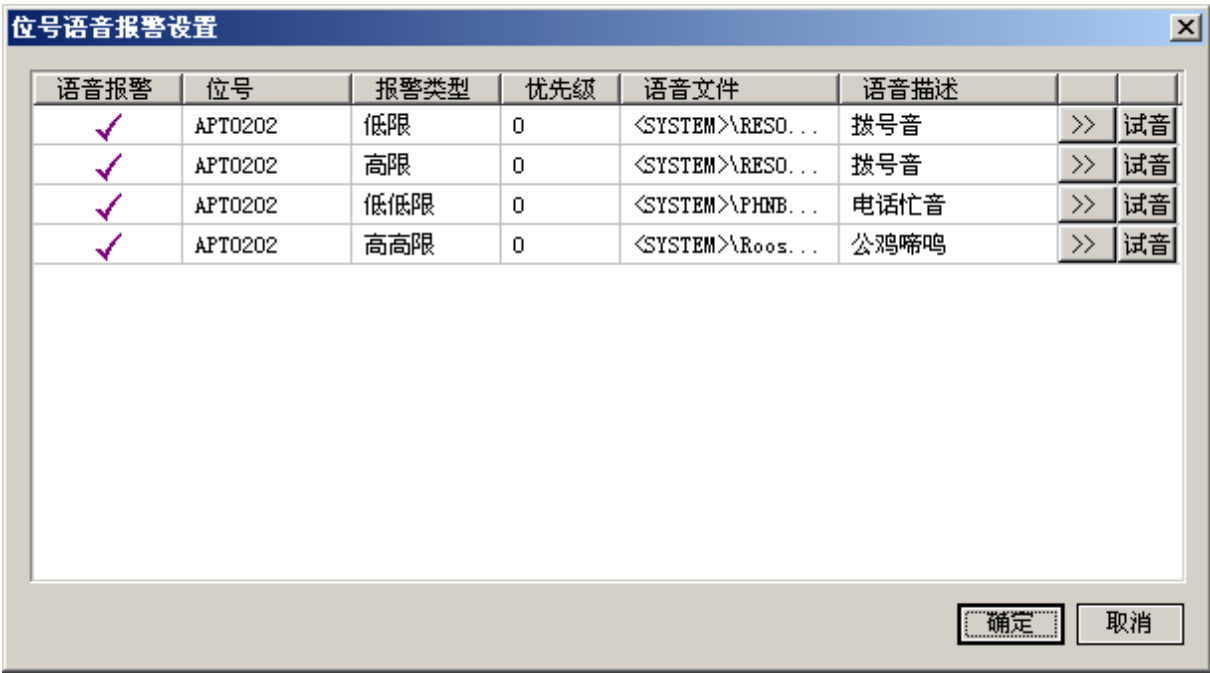 位号语音报警设置
语音报警 位号 报警类型 优先级 语音文件 语音描述
APT0202 低限 0 <SYSTEM>\RESO... 拨号音 >> 试音
APT0202 高限 0 <SYSTEM>\RESO... 拨号音 >> 试音
APT0202 低低限 0 <SYSTEM>\PHNB... 电话忙音 >> 试音
APT0202 高高限 0 <SYSTEM>\Roos... 公鸡啼鸣 >> 试音
确定 取消